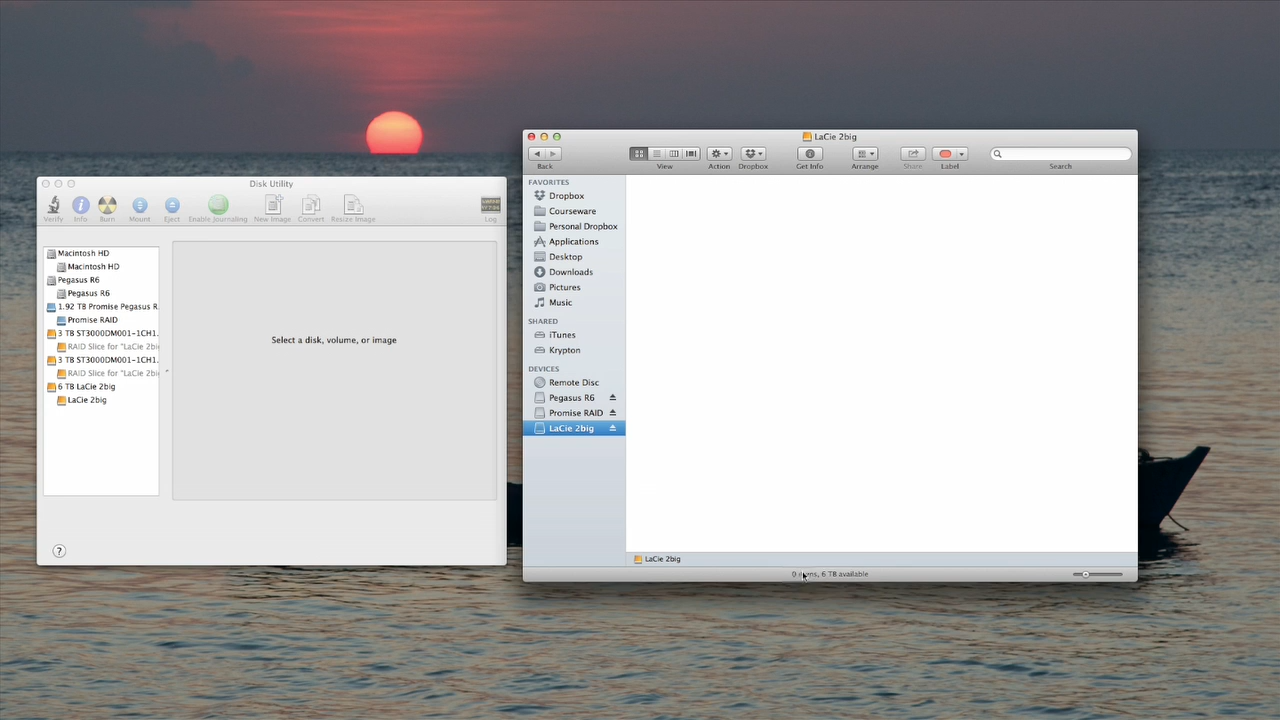 Disk Utility
Verify Info Burn Mount Eject Enable Journaling New Image Convert Resize Image Log
Macintosh HD
Macintosh HD
Pegasus R6
Pegasus R6
1.92 TB Promise Pegasus R.
Promise RAID
3 TB ST3000DM001-1CH1.
RAID Slice for "LaCie 2big
3 TB ST3000DM001-1CH1.
RAID Slice for "LaCie 2big
6 TB LaCie 2big
LaCie 2big
Select a disk, volume, or image
?
LaCie 2big
Back View Action Dropbox Get Info Arrange Share Label Search
FAVORITES
Dropbox
Courseware
Personal Dropbox
Applications
Desktop
Downloads
Pictures
Music
SHARED
iTunes
Krypton
DEVICES
Remote Disc
Pegasus R6
Promise RAID
LaCie 2big
LaCie 2big
0 items, 6 TB available